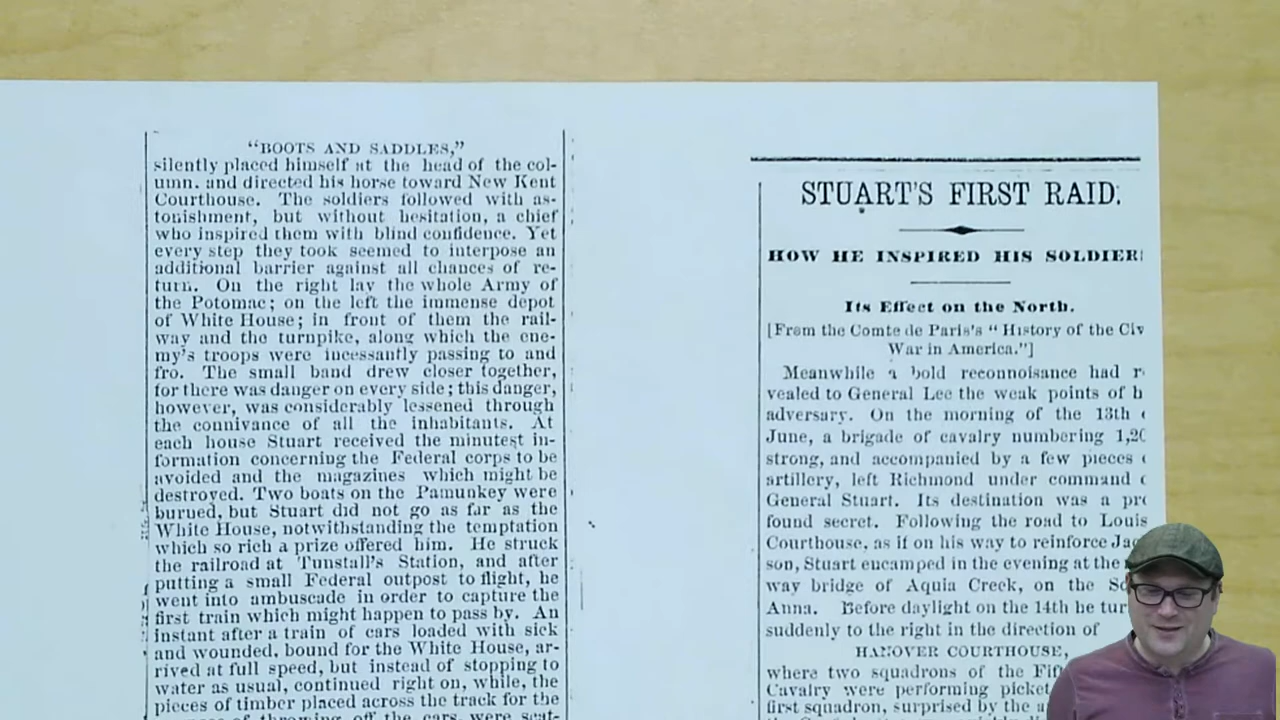 "BOOTS AND SADDLES,"
silently placed himself at the head of the col-
umn. and directed his horse toward New Kent
Courthouse. The soldiers followed with as-
tonishment, but without hesitation, a chief
who inspired them with blind confidence. Yet
every step they took seemed to interpose an
additional barrier against all chances of re-
turn. On the right lay the whole Army of
the Potomac; on the left the immense depot
of White House; in front of them the rail-
way and the turnpike, along which the ene-
my's troops were incessantly passing to and
fro. The small band drew closer together,
for there was danger on every side; this danger,
however, was considerably lessened through
the connivance of all the inhabitants. At
each house Stuart received the minutest in-
formation concerning the Federal corps to be
avoided and the magazines which might be
destroyed. Two boats on the Pamunkey were
burned, but Stuart did not go as far as the
White House, notwithstanding the temptation
which so rich a prize offered him. He struck
the railroad at Tunstall's Station, and after
putting a small Federal outpost to flight, he
went into ambuscade in order to capture the
first train which might happen to pass by. An
instant after a train of cars loaded with sick
and wounded, bound for the White House, ar-
rived at full speed, but instead of stopping to
water as usual, continued right on, while, the
pieces of timber placed across the track for the
of throwing off the cars, were scat-
STUART'S FIRST RAID.
HOW HE INSPIRED HIS SOLDIER
Its Effect on the North.
[From the Comte de Paris's "History of the Civ
War in America."]
Meanwhile a bold reconnoisance had r
vealed to General Lee the weak points of h
adversary. On the morning of the 13th
June, a brigade of cavalry numbering 1,20
strong, and accompanied by a few pieces
artillery, left Richmond under command
General Stuart. Its destination was a pro
found secret. Following the road to Louis
Courthouse, as if on his way to reinforce Jac
son, Stuart encamped in the evening at the
way bridge of Aquia Creek, on the So
Anna. Before daylight on the 14th he tur
suddenly to the right in the direction of
HANOVER COURTHOUSE,
where two squadrons of the Fif
Cavalry were performing picket
first squadron, surprised by the